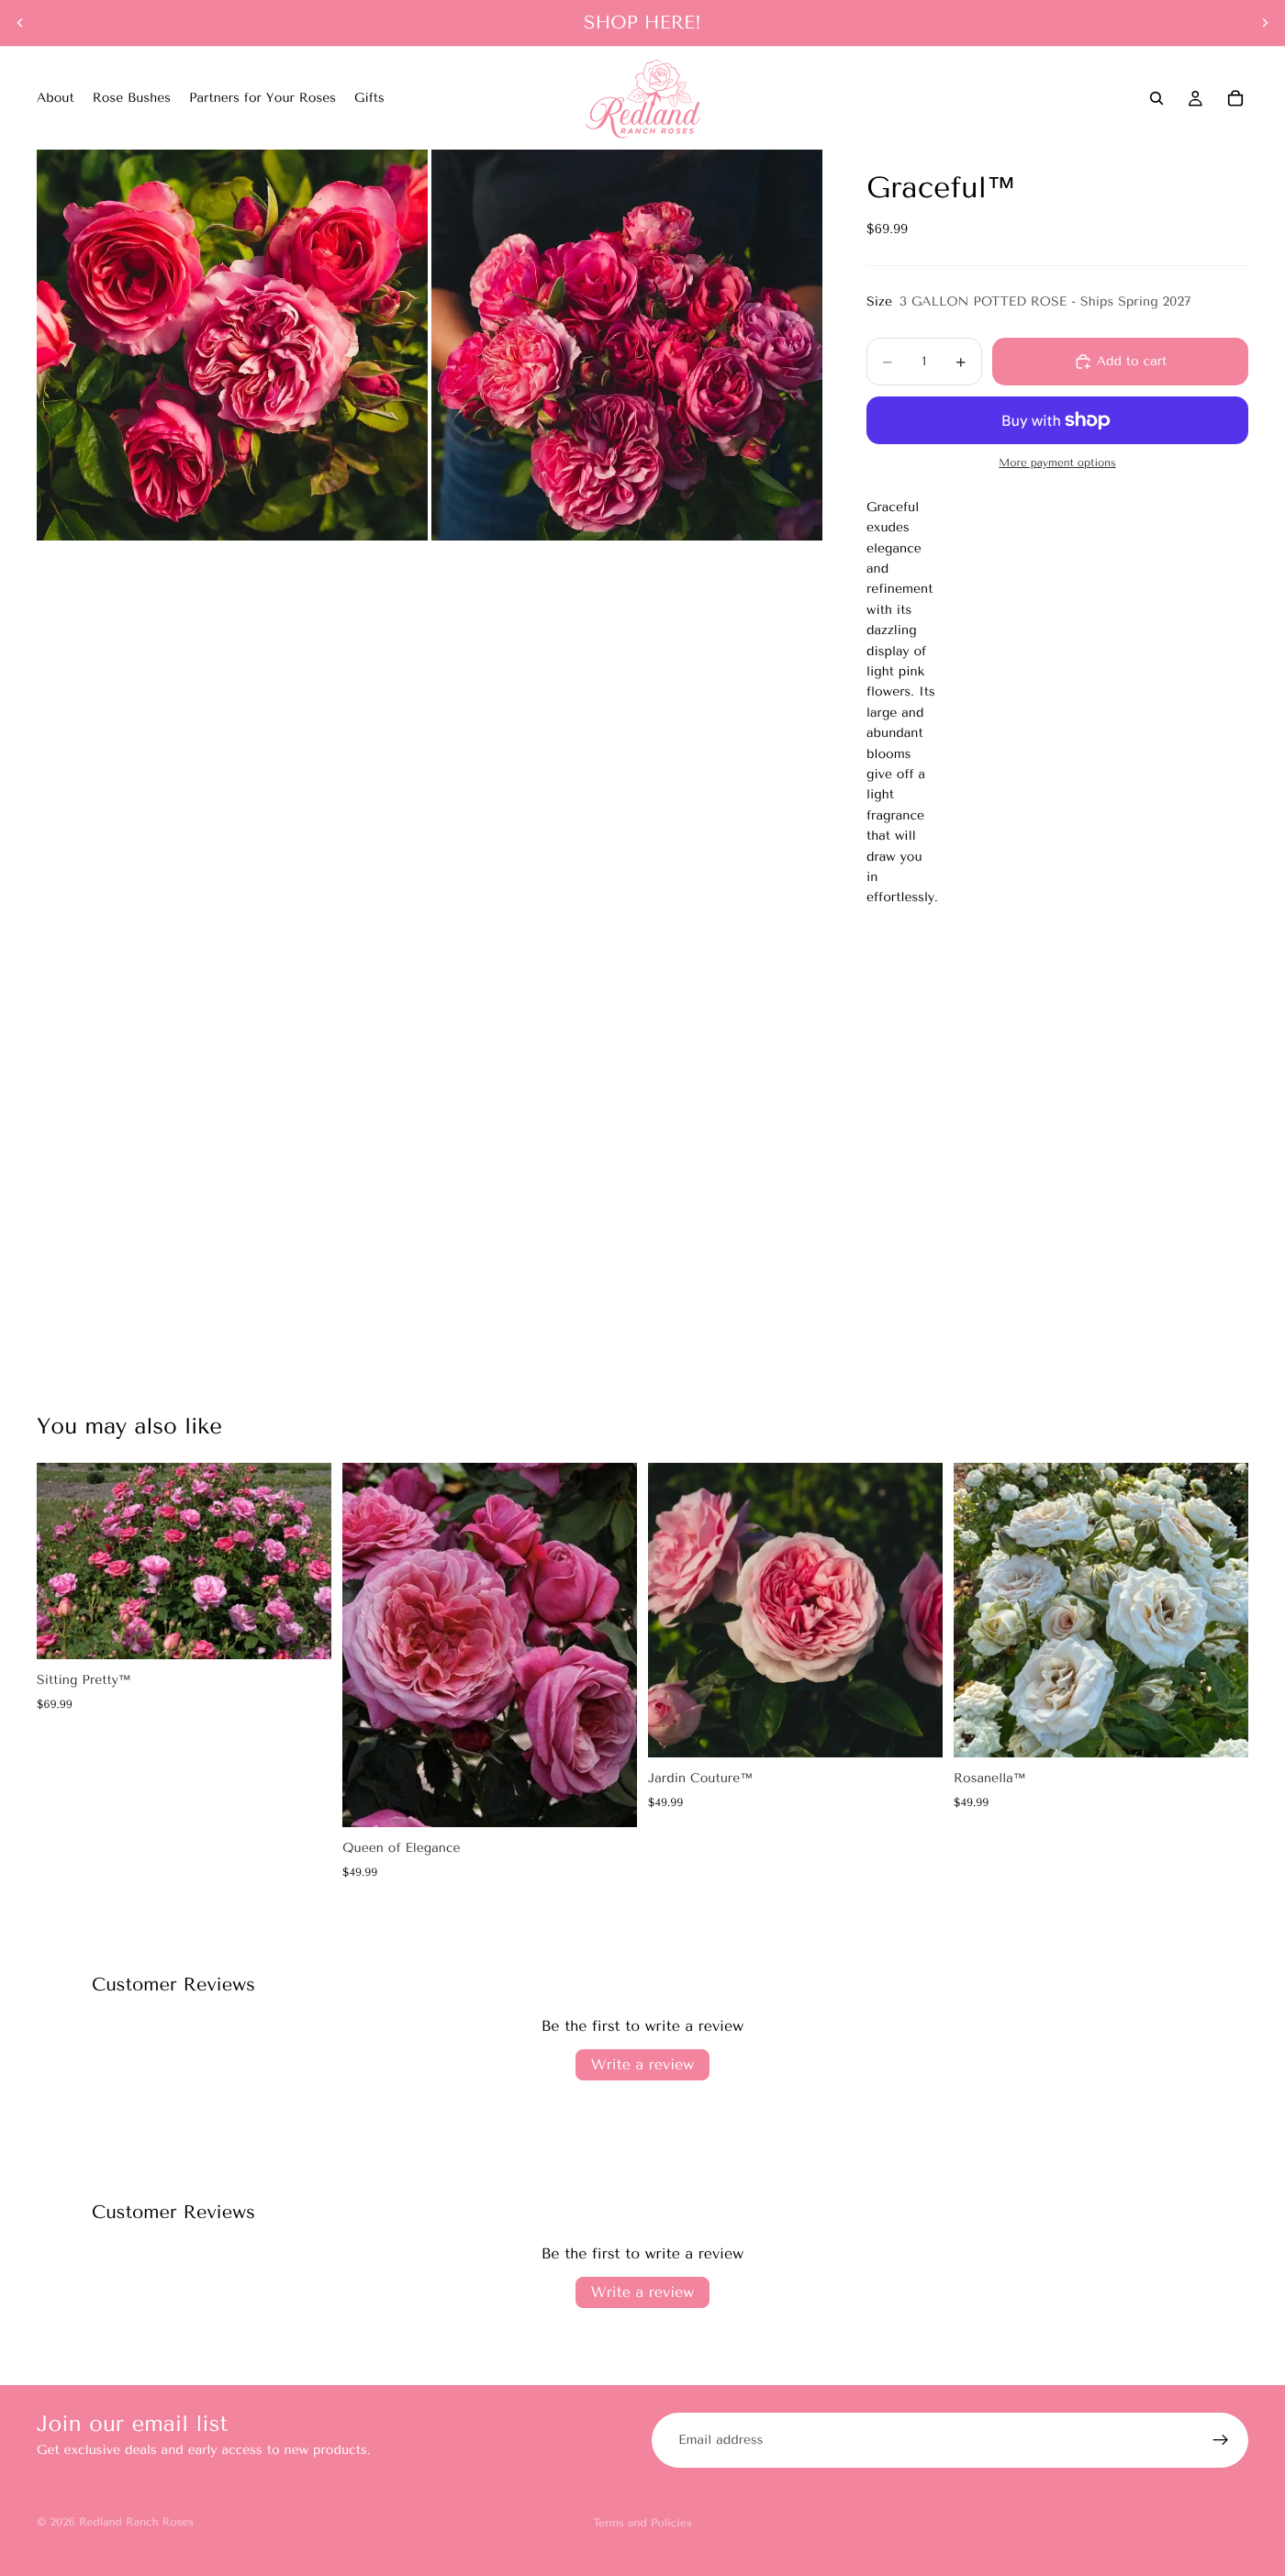 SHOP HERE!
About
Rose Bushes
Partners for Your Roses
Gifts
Redland
RANCH ROSES
Graceful™
$69.99
Size 3 GALLON POTTED ROSE - Ships Spring 2027
1
Add to cart
Buy with shop
More payment options
Graceful
exudes
elegance
and
refinement
with its
dazzling
display of
light pink
flowers. Its
large and
abundant
blooms
give off a
light
fragrance
that will
draw you
in
effortlessly.
You may also like
Sitting Pretty™
$69.99
Queen of Elegance
$49.99
Jardin Couture™
$49.99
Rosanella™
$49.99
Customer Reviews
Be the first to write a review
Write a review
Customer Reviews
Be the first to write a review
Write a review
Join our email list
Get exclusive deals and early access to new products.
Email address
© 2026 Redland Ranch Roses
Terms and Policies